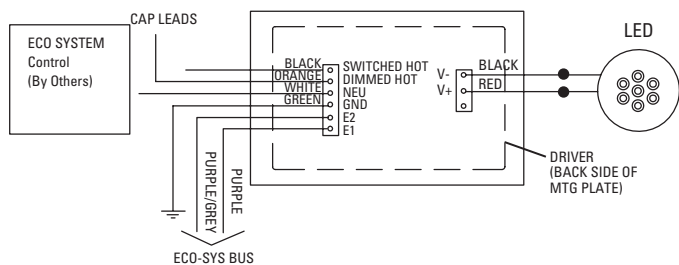 CAP LEADS
ECO SYSTEM
Control
(By Others)
BLACK
ORANGE
WHITE
GREEN
SWITCHED HOT
DIMMED HOT
NEU
GND
E2
E1
V-
V+
BLACK
RED
LED
DRIVER
(BACK SIDE OF
MTG PLATE)
PURPLE/GREY
PURPLE
ECO-SYS BUS